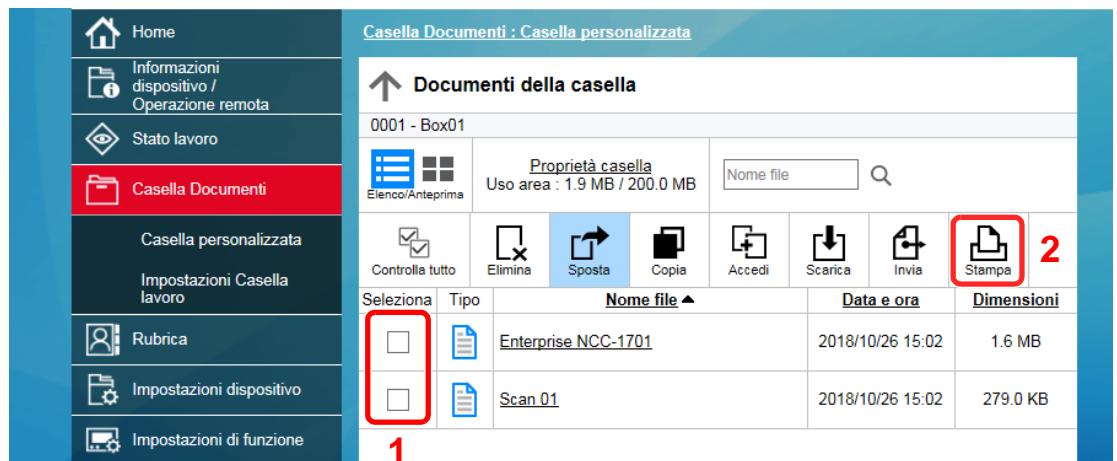 Home
Informazioni
dispositivo /
Operazione remota
Stato lavoro
Casella Documenti
Casella personalizzata
Impostazioni Casella
lavoro
Rubrica
Impostazioni dispositivo
Impostazioni di funzione
Casella Documenti : Casella personalizzata
Documenti della casella
0001 - Box01
Elenco/Anteprima
Proprietà casella
Uso area : 1.9 MB / 200.0 MB
Nome file
Controlla tutto Elimina Sposta Copia Accedi Scarica Invia Stampa 2
Seleziona Tipo Nome file ▲ Data e ora Dimensioni
Enterprise NCC-1701 2018/10/26 15:02 1.6 MB
Scan 01 2018/10/26 15:02 279.0 KB
1